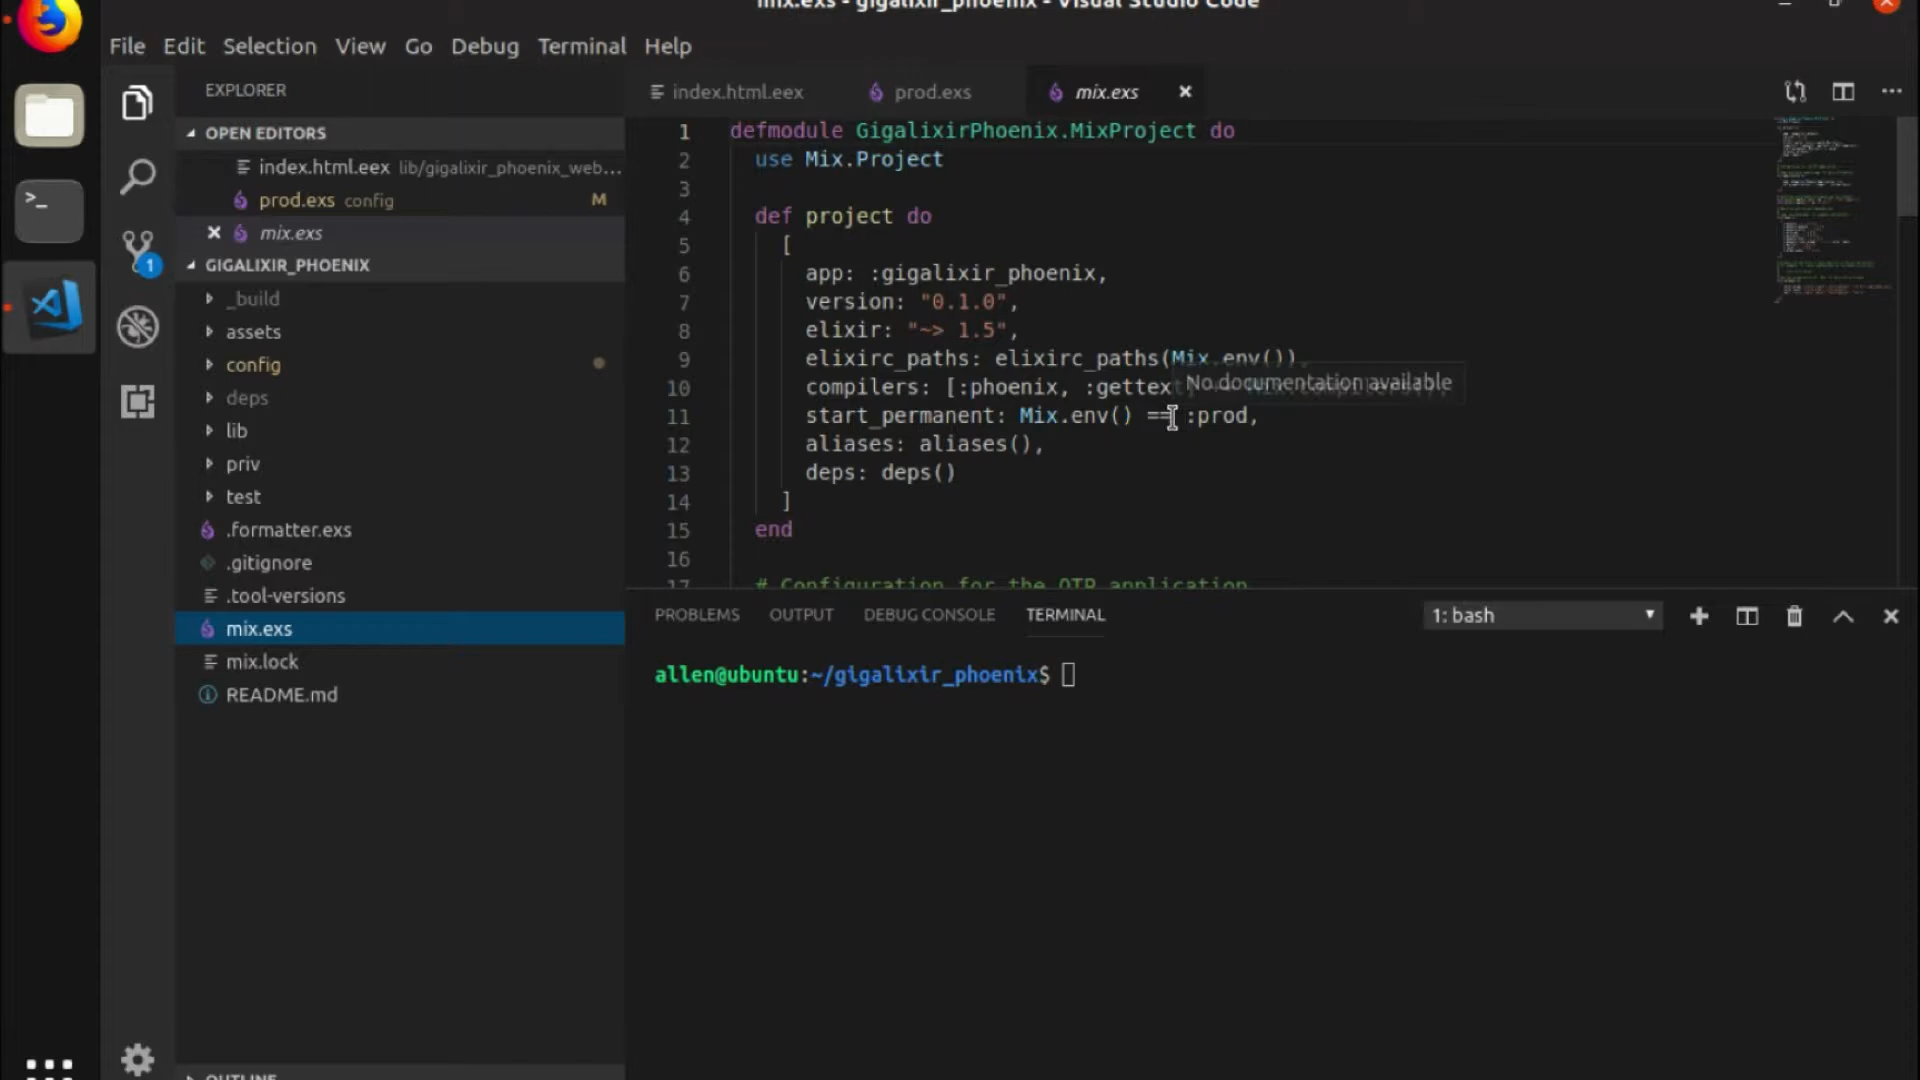 mix.exs - gigalixir_phoenix - Visual Studio Code
File Edit Selection View Go Debug Terminal Help
EXPLORER
OPEN EDITORS
index.html.eex lib/gigalixir_phoenix_web...
prod.exs config M
mix.exs
GIGALIXIR_PHOENIX
_build
assets
config
deps
lib
priv
test
.formatter.exs
.gitignore
.tool-versions
mix.exs
mix.lock
README.md
OUTLINE
1
index.html.eex prod.exs mix.exs
1 defmodule GigalixirPhoenix.MixProject do
2 use Mix.Project
3
4 def project do
5 [
6 app: :gigalixir_phoenix,
7 version: "0.1.0",
8 elixir: "~> 1.5",
9 elixirc_paths: elixirc_paths(Mix.env()),
10 compilers: [:phoenix, :gettext
No documentation available
11 start_permanent: Mix.env() == :prod,
12 aliases: aliases(),
13 deps: deps()
14 ]
15 end
16
17 # Configuration for the OTP application
PROBLEMS OUTPUT DEBUG CONSOLE TERMINAL 1: bash
allen@ubuntu:~/gigalixir_phoenix$